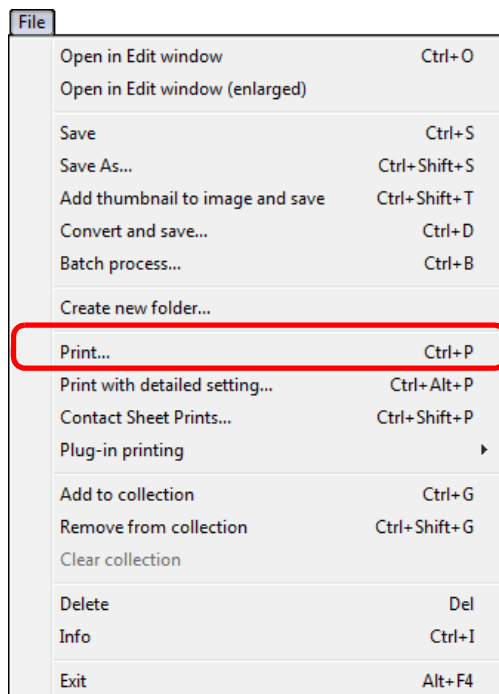 File
Open in Edit window Ctrl+O
Open in Edit window (enlarged)
Save Ctrl+S
Save As... Ctrl+Shift+S
Add thumbnail to image and save Ctrl+Shift+T
Convert and save... Ctrl+D
Batch process... Ctrl+B
Create new folder...
Print... Ctrl+P
Print with detailed setting... Ctrl+Alt+P
Contact Sheet Prints... Ctrl+Shift+P
Plug-in printing
Add to collection Ctrl+G
Remove from collection Ctrl+Shift+G
Clear collection
Delete Del
Info Ctrl+I
Exit Alt+F4